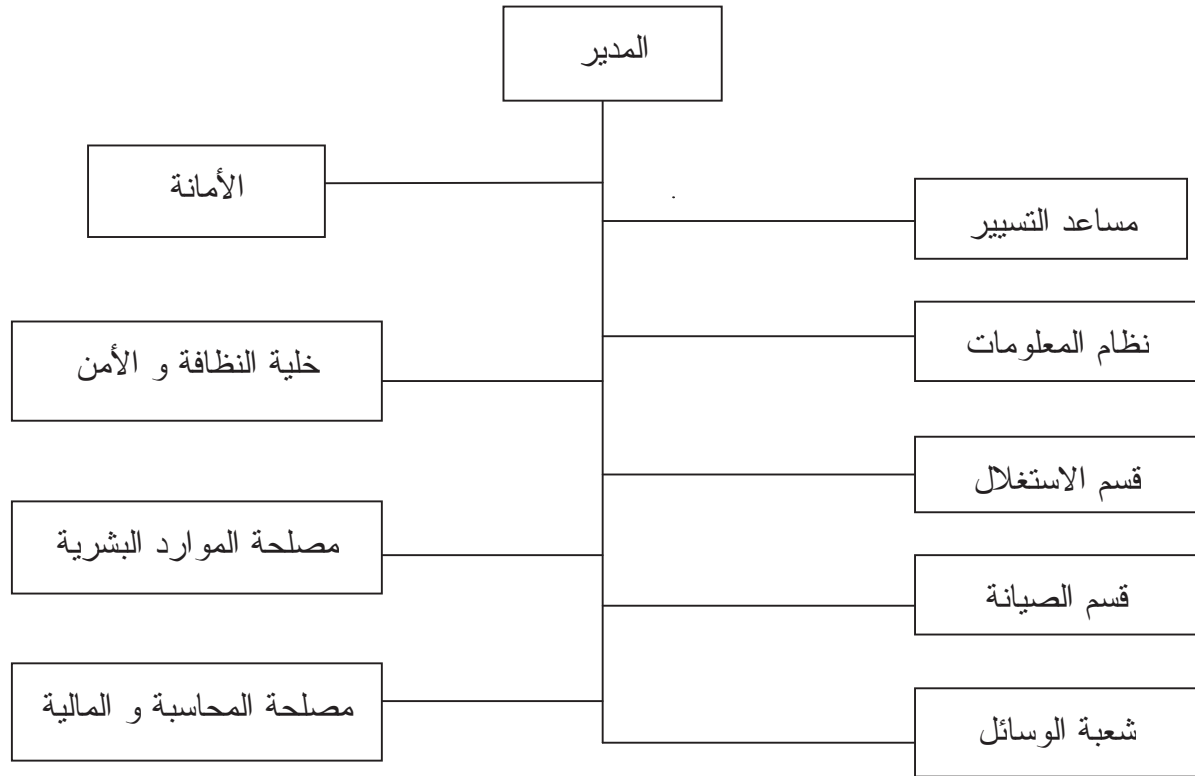 المدير
الأمانة
مساعد التسيير
نظام المعلومات
خلية النظافة و الأمن
قسم الاستغلال
مصلحة الموارد البشرية
قسم الصيانة
مصلحة المحاسبة و المالية
شعبة الوسائل